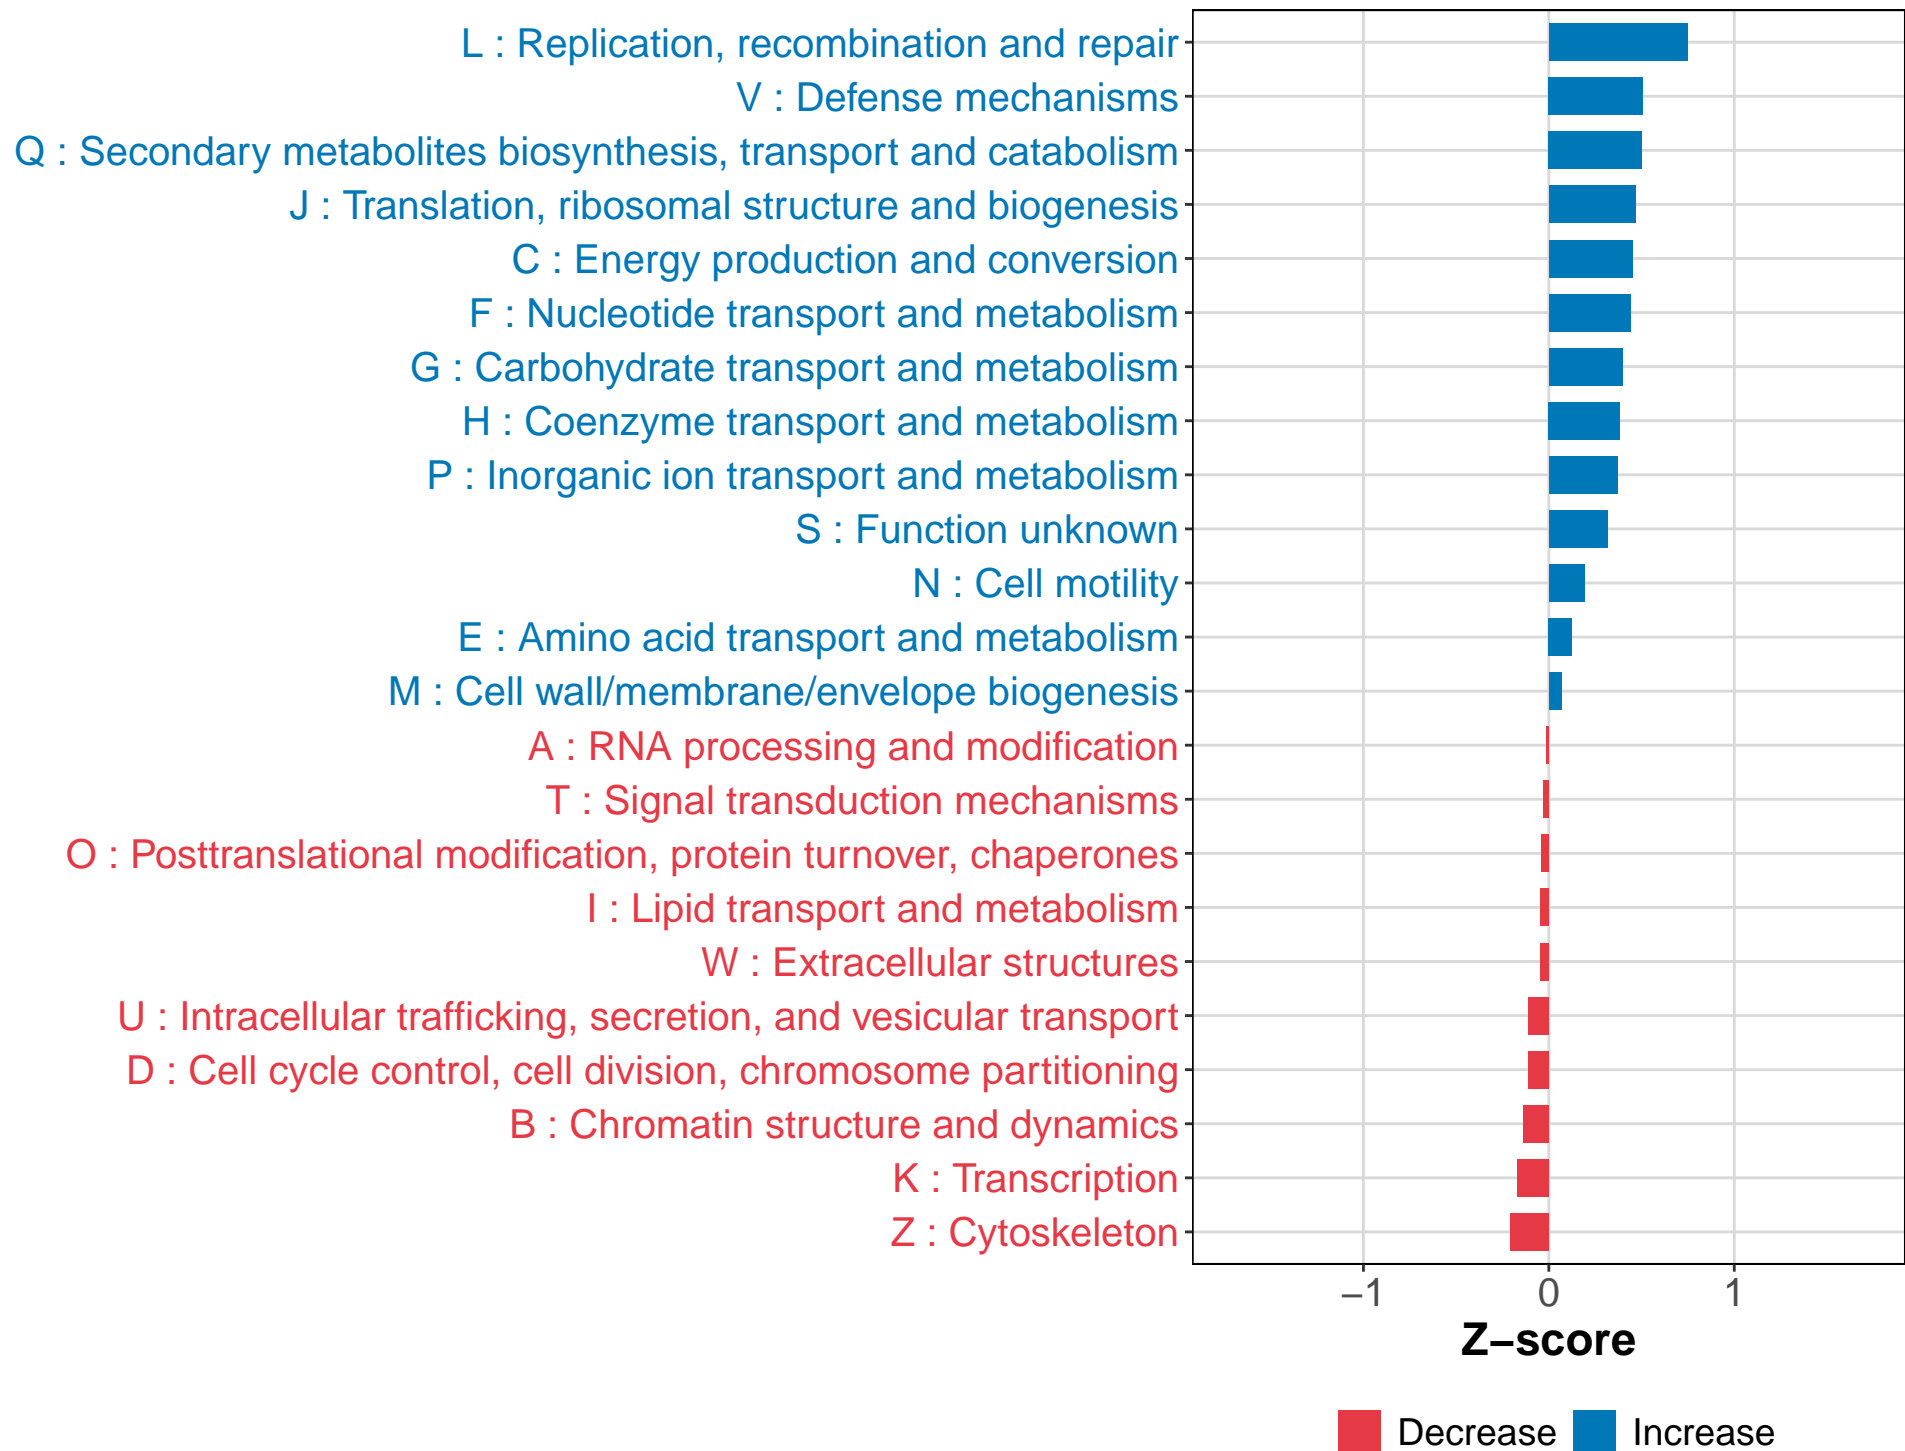 L : Replication, recombination and repair
V : Defense mechanisms
Q : Secondary metabolites biosynthesis, transport and catabolism
J : Translation, ribosomal structure and biogenesis
C : Energy production and conversion
F : Nucleotide transport and metabolism
G : Carbohydrate transport and metabolism
H : Coenzyme transport and metabolism
P : Inorganic ion transport and metabolism
S : Function unknown
N : Cell motility
E : Amino acid transport and metabolism
M : Cell wall/membrane/envelope biogenesis
A : RNA processing and modification
T : Signal transduction mechanisms
O : Posttranslational modification, protein turnover, chaperones
I : Lipid transport and metabolism
W : Extracellular structures
U : Intracellular trafficking, secretion, and vesicular transport
D : Cell cycle control, cell division, chromosome partitioning
B : Chromatin structure and dynamics
K : Transcription
Z : Cytoskeleton
−1 0 1
Z−score
Decrease Increase